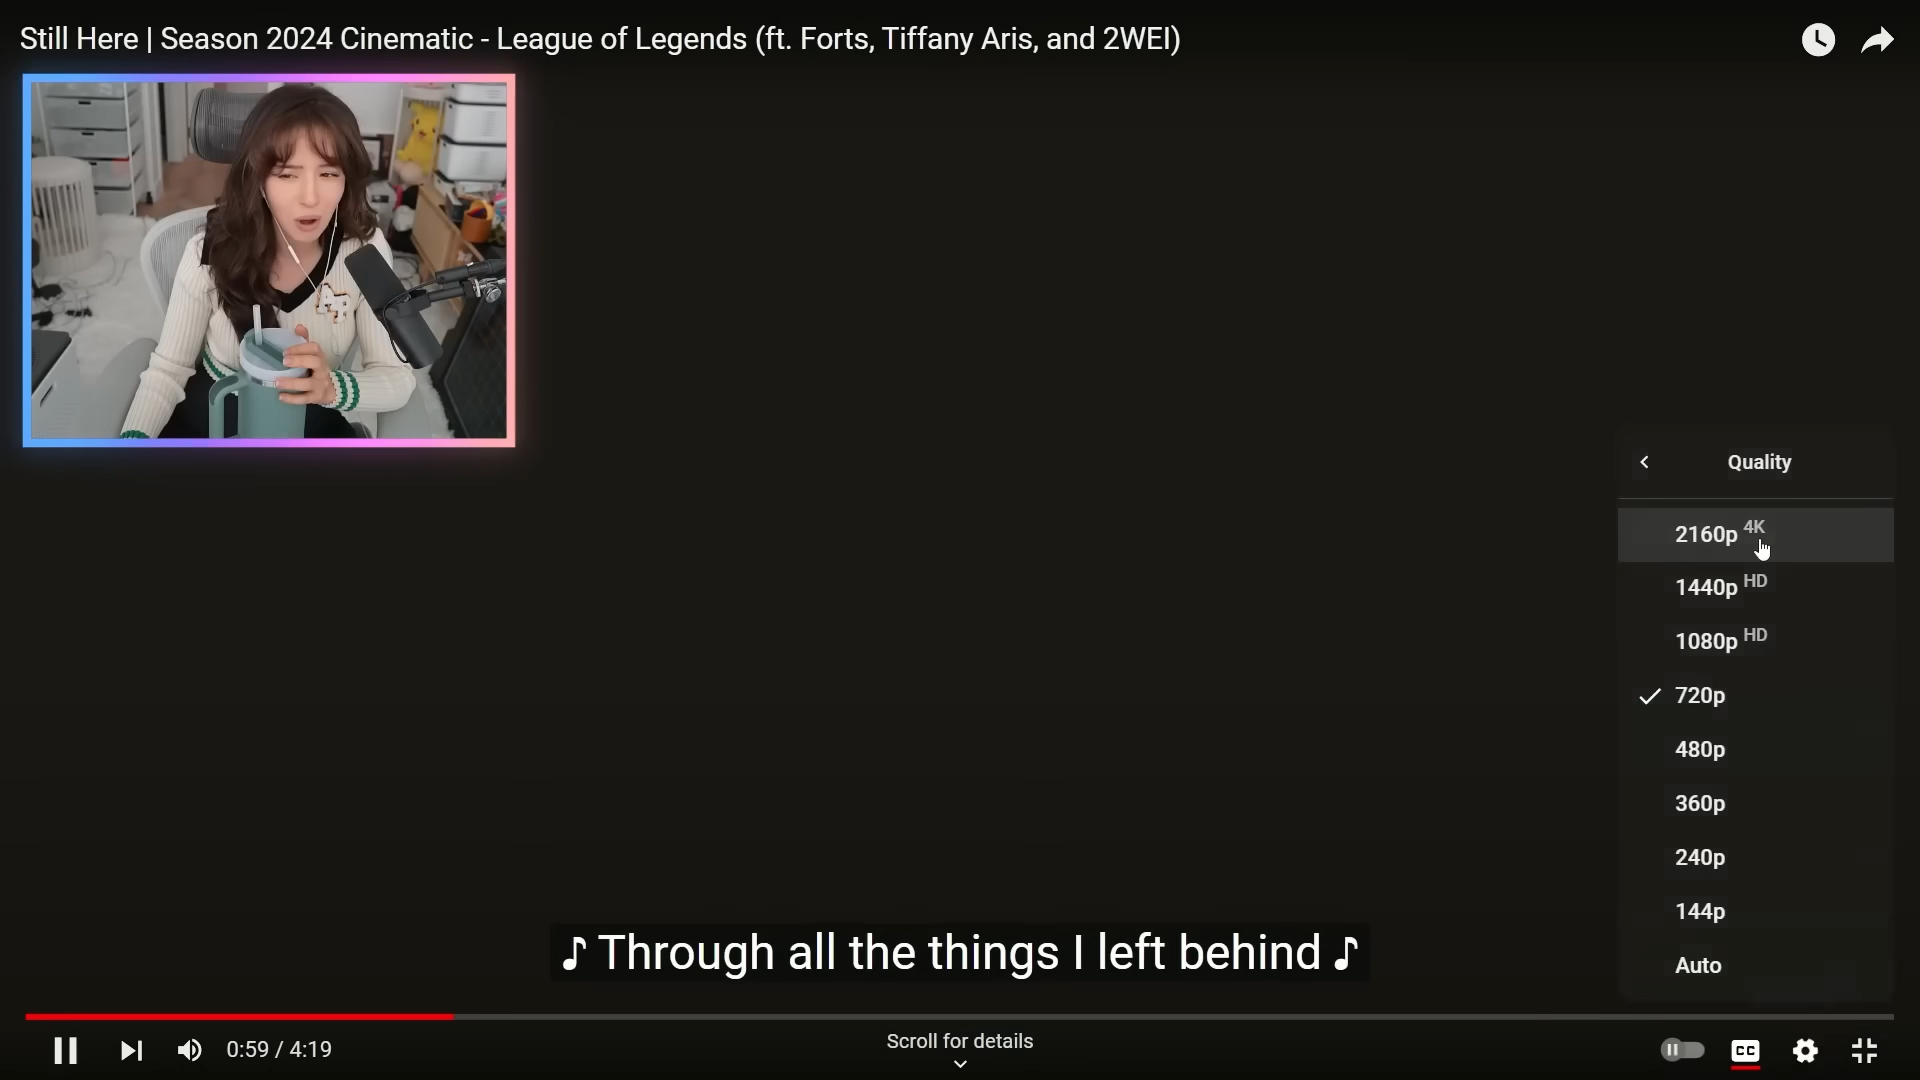 Still Here | Season 2024 Cinematic - League of Legends (ft. Forts, Tiffany Aris, and 2WEI)
Quality
2160p 4K
1440p HD
1080p HD
720p
480p
360p
240p
144p
Auto
♪ Through all the things I left behind ♪
0:59 / 4:19
Scroll for details
CC